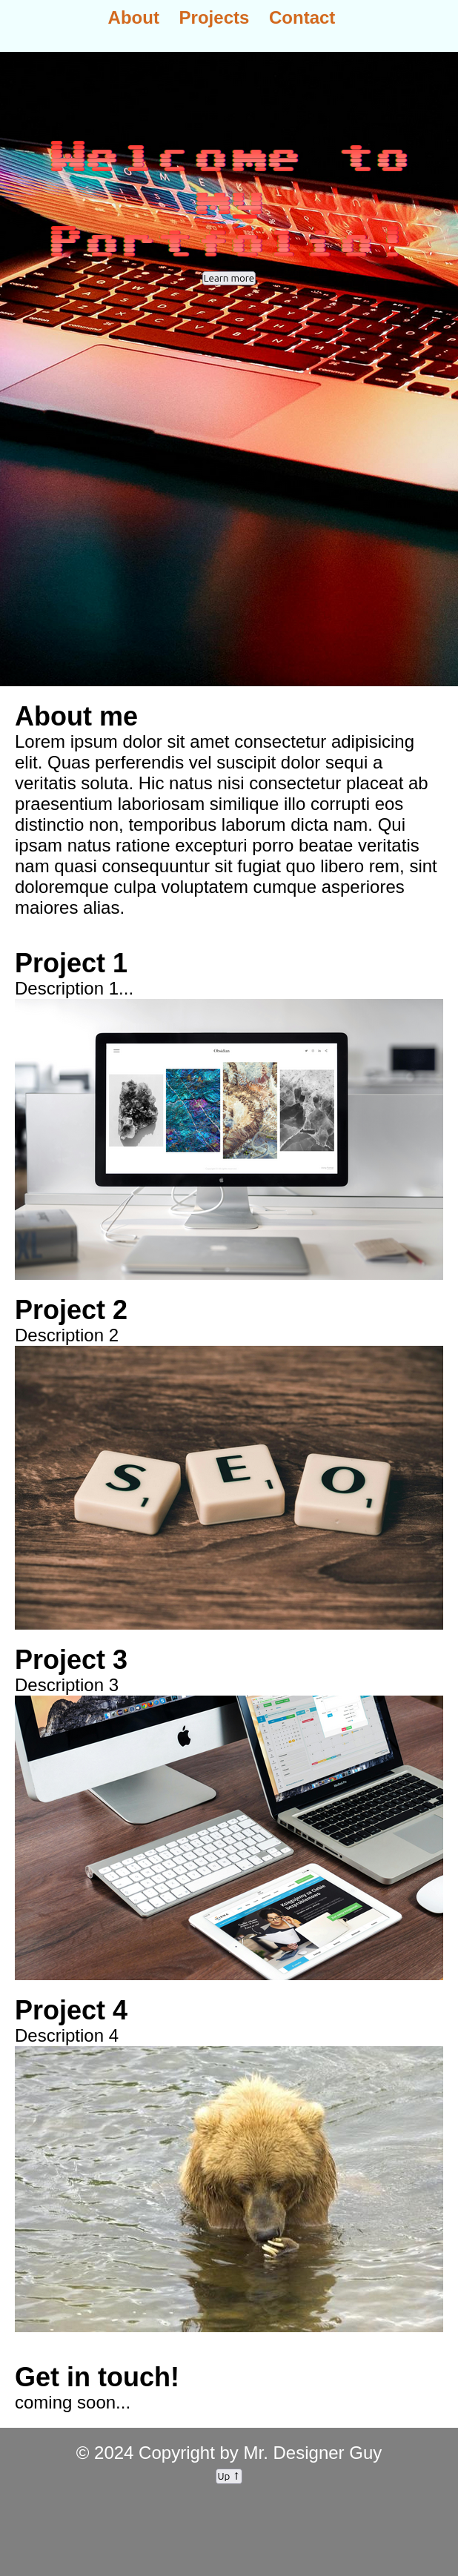 About Projects Contact
Welcome to
my
Portfolio!
Learn more
About me
Lorem ipsum dolor sit amet consectetur adipisicing
elit. Quas perferendis vel suscipit dolor sequi a
veritatis soluta. Hic natus nisi consectetur placeat ab
praesentium laboriosam similique illo corrupti eos
distinctio non, temporibus laborum dicta nam. Qui
ipsam natus ratione excepturi porro beatae veritatis
nam quasi consequuntur sit fugiat quo libero rem, sint
doloremque culpa voluptatem cumque asperiores
maiores alias.
Project 1
Description 1...
XL
Project 2
Description 2
S 1 E 1 O 1
Project 3
Description 3
Project 4
Description 4
Get in touch!
coming soon...
© 2024 Copyright by Mr. Designer Guy
Up ↑